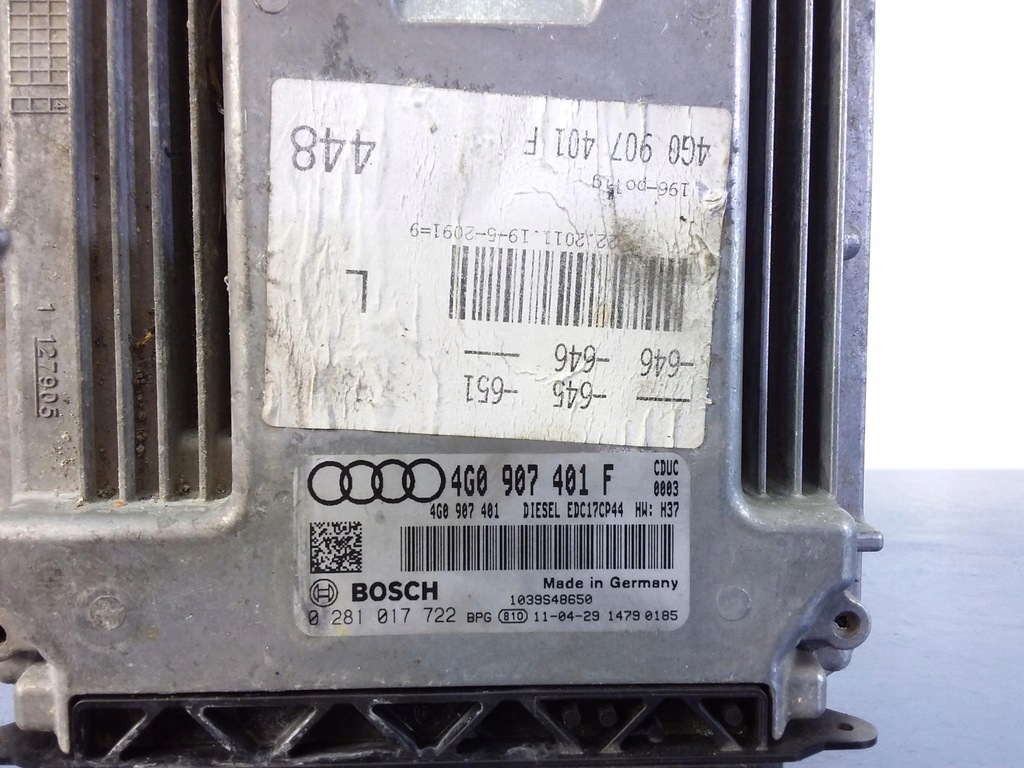 4G0 907 401 F
448
22.2011.19-5-2091=9
L
-646 -646
-645 -651
1 127905
4G0 907 401 F
CDUC
0003
4G0 907 401 DIESEL EDC17CP44 HW: H37
BOSCH
Made in Germany
1039S48650
0 281 017 722 BPG 810 11-04-29 1479 0185